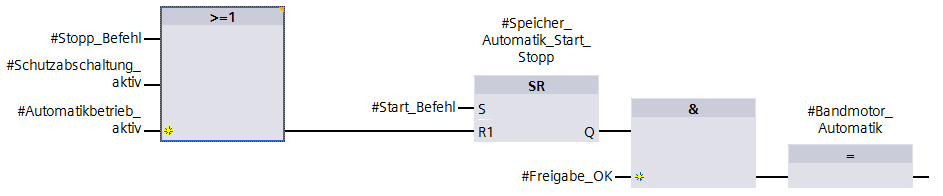 >=1
#Stopp_Befehl
#Schutzabschaltung_
aktiv
#Automatikbetrieb_
aktiv
#Speicher_
Automatik_Start_
Stopp
SR
#Start_Befehl
S
R1
Q
&
#Freigabe_OK
#Bandmotor_
Automatik
=